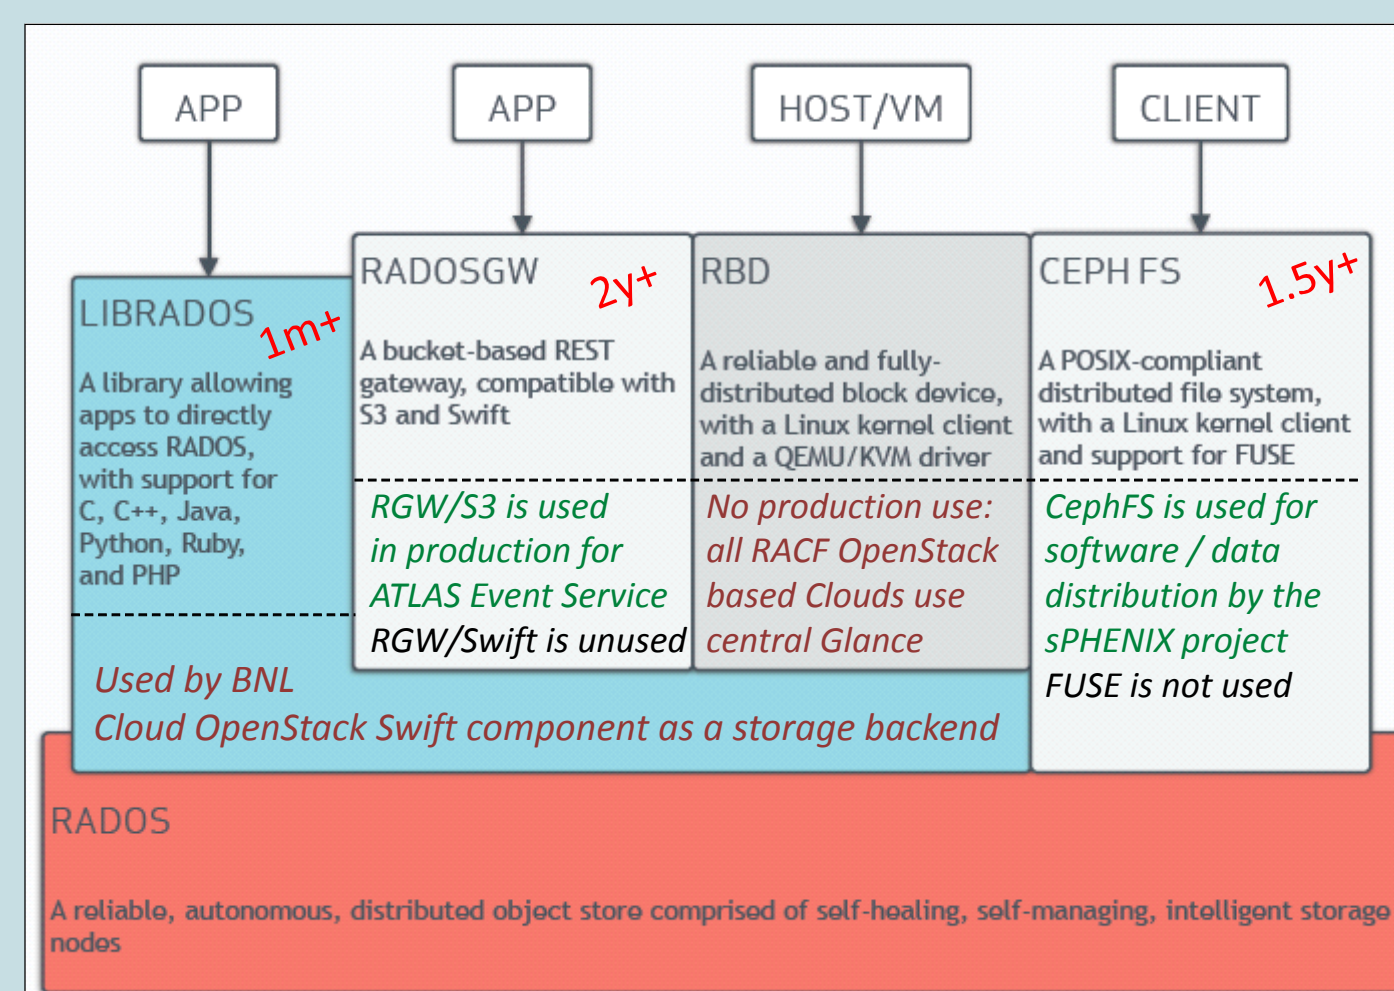 APP
APP
HOST/VM
CLIENT
LIBRADOS
1m+
A library allowing
apps to directly
access RADOS,
with support for
C, C++, Java,
Python, Ruby,
and PHP
RADOSGW
2y+
A bucket-based REST
gateway, compatible with
S3 and Swift
RGW/S3 is used
in production for
ATLAS Event Service
RGW/Swift is unused
RBD
A reliable and fully-
distributed block device,
with a Linux kernel client
and a QEMU/KVM driver
No production use:
all RACF OpenStack
based Clouds use
central Glance
CEPH FS
1.5y+
A POSIX-compliant
distributed file system,
with a Linux kernel client
and support for FUSE
CephFS is used for
software / data
distribution by the
sPHENIX project
FUSE is not used
Used by BNL
Cloud OpenStack Swift component as a storage backend
RADOS
A reliable, autonomous, distributed object store comprised of self-healing, self-managing, intelligent storage
nodes